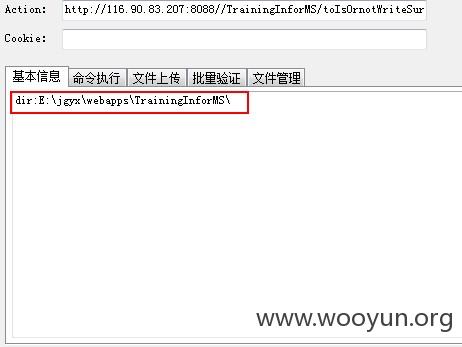 Action: http://116.90.83.207:8088//TrainingInforMS/toIsOrnotWriteSur
Cookie:
基本信息 命令执行 文件上传 批量验证 文件管理
dir:E:\jgyx\webapps\TrainingInforMS\
www.wooyun.org